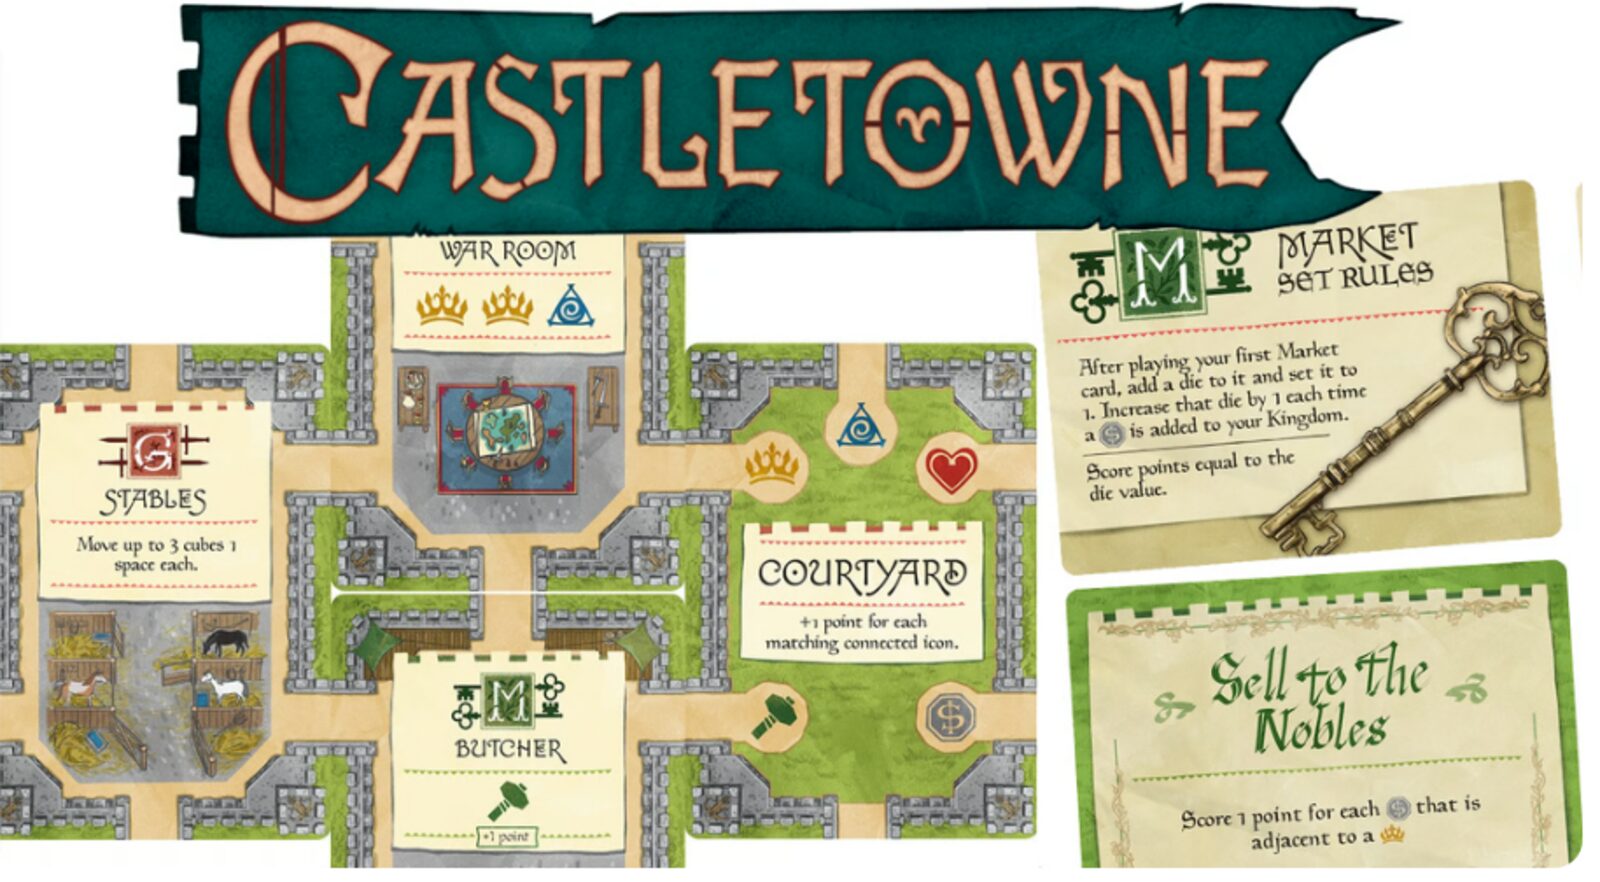 CASTLETOWNE
WAR ROOM
G
STABLES
Move up to 3 cubes 1
space each.
M
BUTCHER
+1 point
COURTYARD
+1 point for each
matching connected icon.
$
M
MARKET
SET RULES
After playing your first Market
card, add a die to it and set it to
1. Increase that die by 1 each time
a $ is added to your Kingdom.
Score points equal to the
die value.
Sell to the
Nobles
Score 1 point for each $ that is
adjacent to a